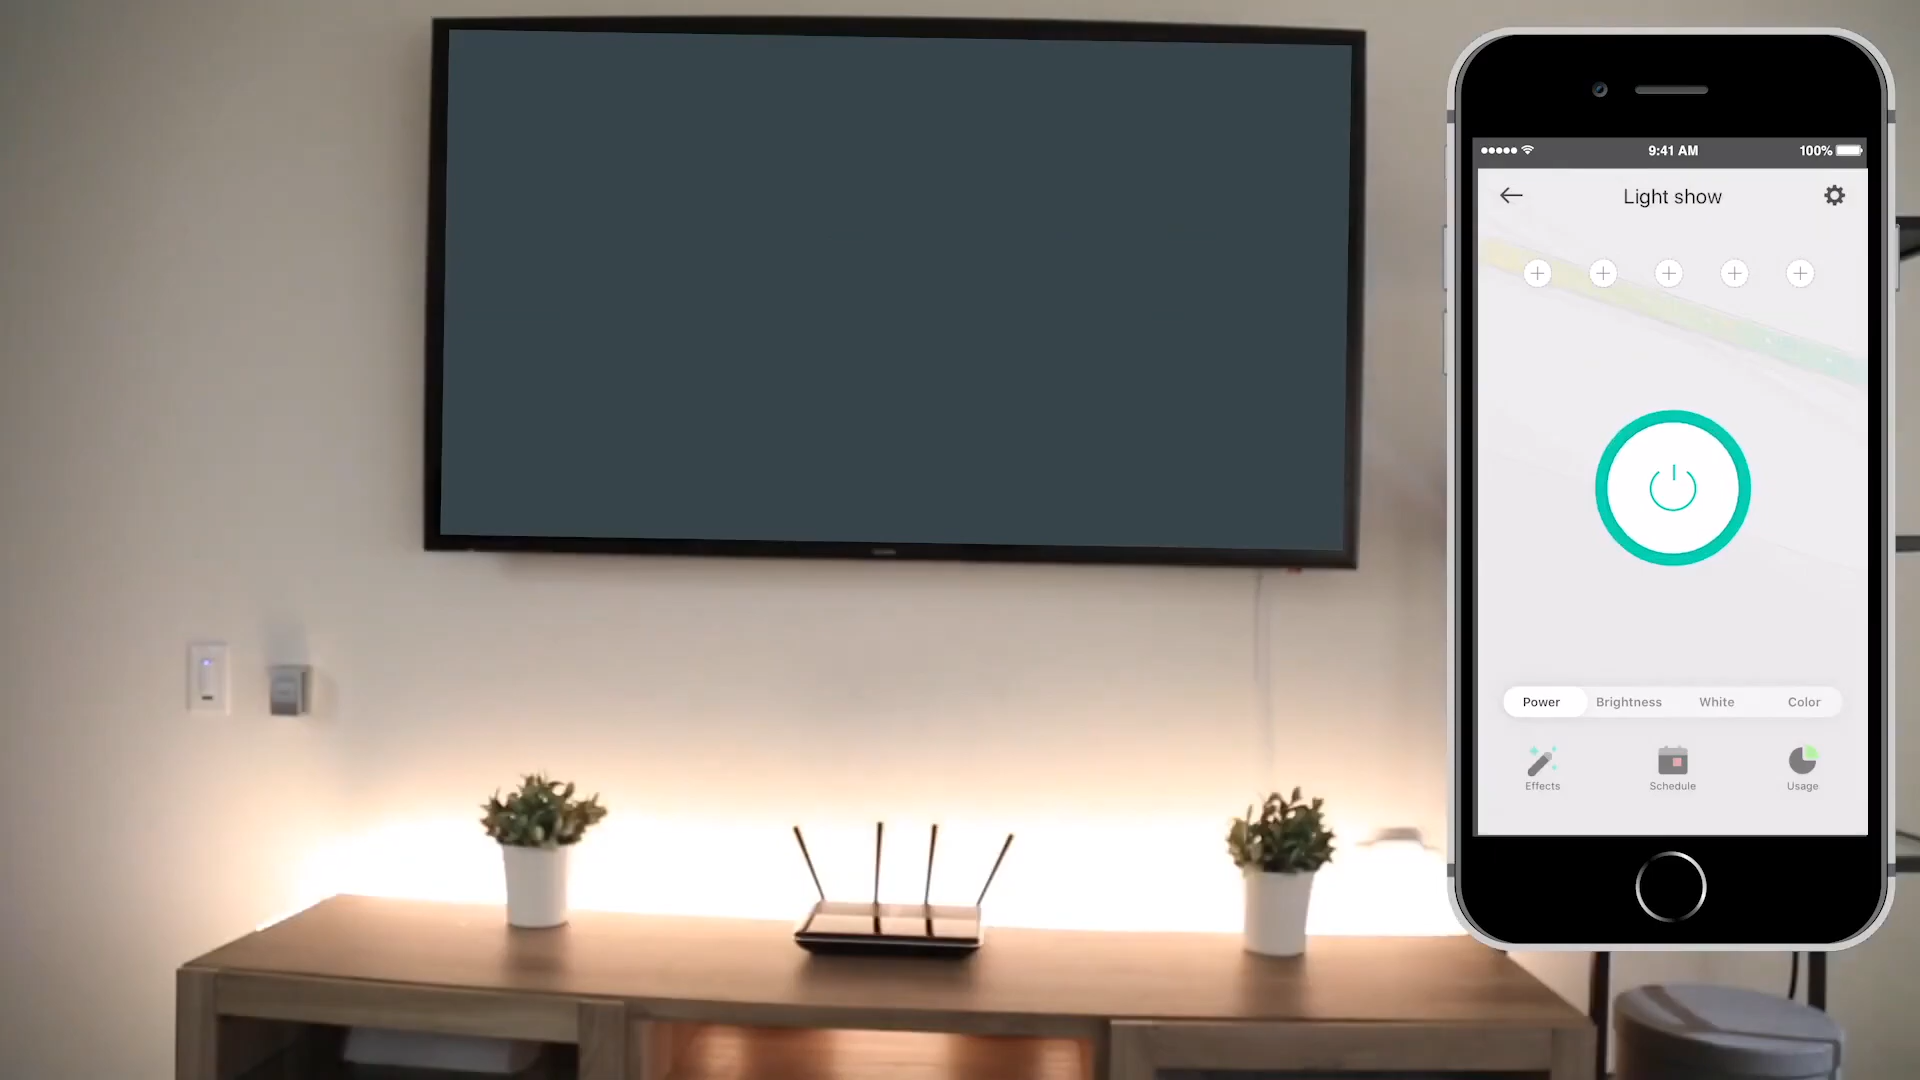 9:41 AM 100%
Light show
Power Brightness White Color
Effects Schedule Usage